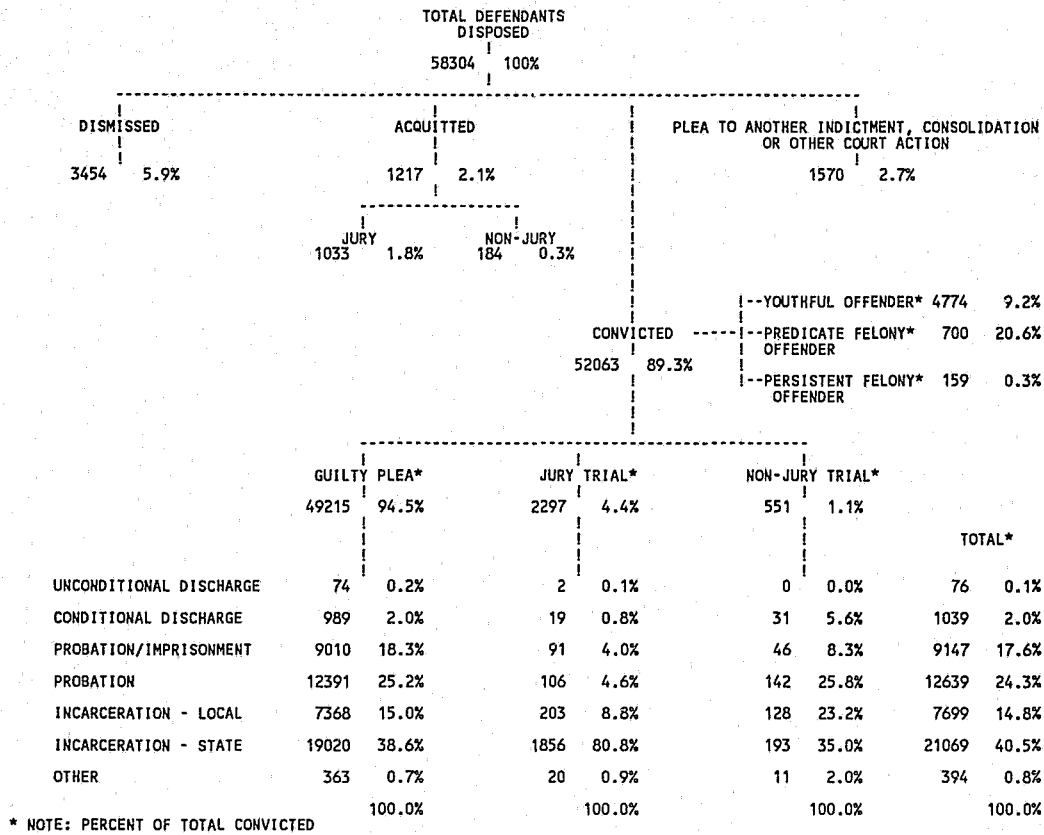 TOTAL DEFENDANTS
DISPOSED
58304 100%
DISMISSED
3454 5.9%
ACQUITTED
1217 2.1%
JURY
1033 1.8%
NON-JURY
184 0.3%
PLEA TO ANOTHER INDICTMENT, CONSOLIDATION
OR OTHER COURT ACTION
1570 2.7%
CONVICTED
52063 89.3%
--YOUTHFUL OFFENDER* 4774 9.2%
--PREDICATE FELONY* 700 20.6%
OFFENDER
--PERSISTENT FELONY* 159 0.3%
OFFENDER
GUILTY PLEA* JURY TRIAL* NON-JURY TRIAL*
49215 94.5% 2297 4.4% 551 1.1%
TOTAL*
UNCONDITIONAL DISCHARGE 74 0.2% 2 0.1% 0 0.0% 76 0.1%
CONDITIONAL DISCHARGE 989 2.0% 19 0.8% 31 5.6% 1039 2.0%
PROBATION/IMPRISONMENT 9010 18.3% 91 4.0% 46 8.3% 9147 17.6%
PROBATION 12391 25.2% 106 4.6% 142 25.8% 12639 24.3%
INCARCERATION - LOCAL 7368 15.0% 203 8.8% 128 23.2% 7699 14.8%
INCARCERATION - STATE 19020 38.6% 1856 80.8% 193 35.0% 21069 40.5%
OTHER 363 0.7% 20 0.9% 11 2.0% 394 0.8%
100.0% 100.0% 100.0% 100.0%
* NOTE: PERCENT OF TOTAL CONVICTED